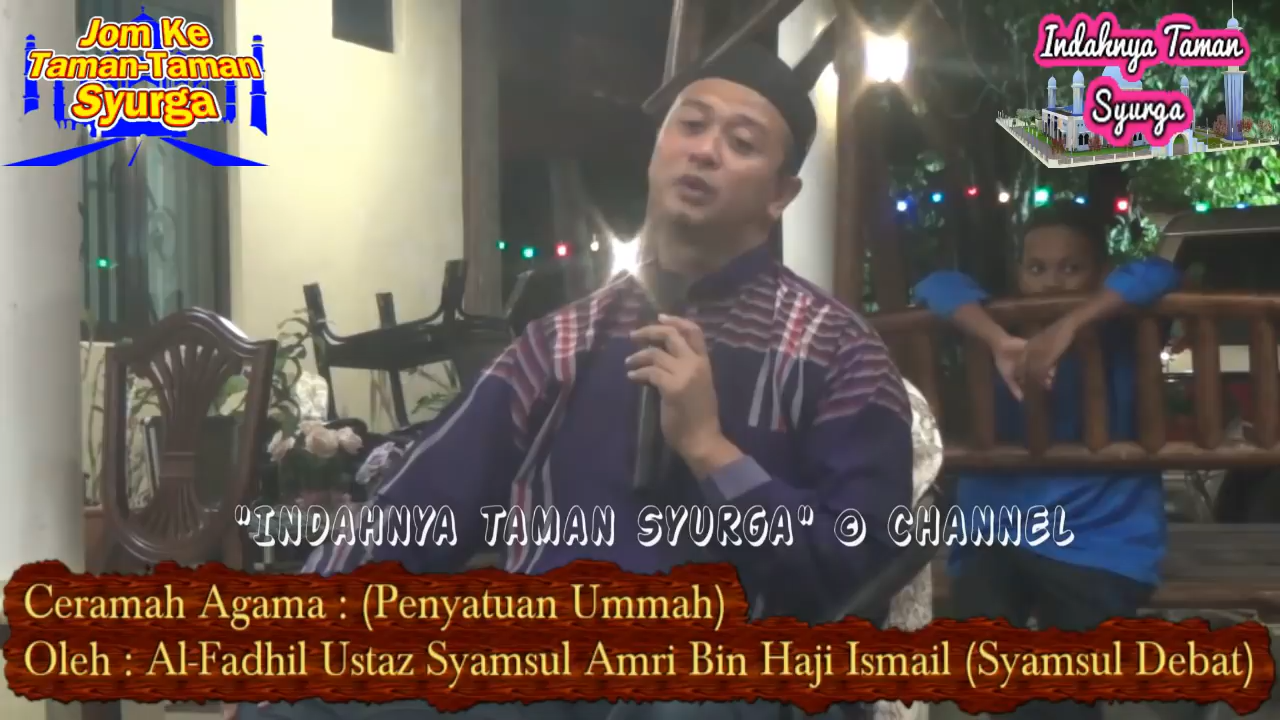 Jom Ke
Taman-Taman
Syurga
Indahnya Taman
Syurga
"INDAHNYA TAMAN SYURGA" © CHANNEL
Ceramah Agama : (Penyatuan Ummah)
Oleh : Al-Fadhil Ustaz Syamsul Amri Bin Haji Ismail (Syamsul Debat)